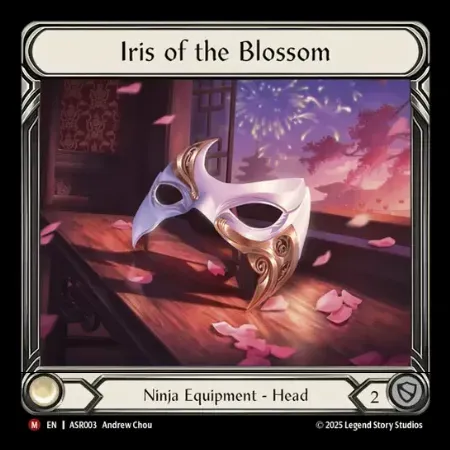 Iris of the Blossom
Ninja Equipment - Head
2
M EN | ASR003 Andrew Chou
© 2025 Legend Story Studios